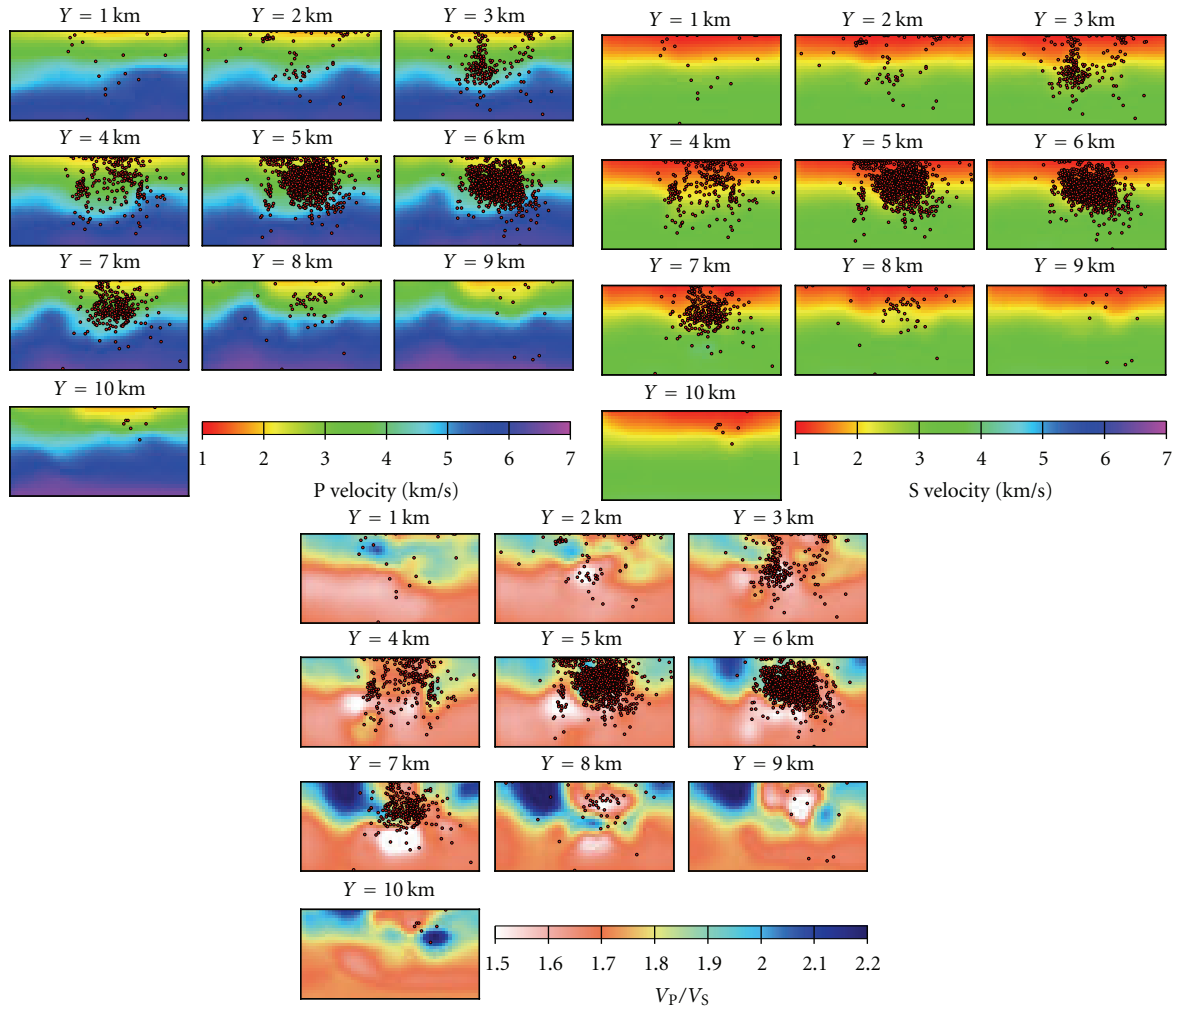 Y = 1 km
Y = 2 km
Y = 3 km
Y = 4 km
Y = 5 km
Y = 6 km
Y = 7 km
Y = 8 km
Y = 9 km
Y = 10 km
1 2 3 4 5 6 7
P velocity (km/s)
Y = 1 km
Y = 2 km
Y = 3 km
Y = 4 km
Y = 5 km
Y = 6 km
Y = 7 km
Y = 8 km
Y = 9 km
Y = 10 km
1 2 3 4 5 6 7
S velocity (km/s)
Y = 1 km
Y = 2 km
Y = 3 km
Y = 4 km
Y = 5 km
Y = 6 km
Y = 7 km
Y = 8 km
Y = 9 km
Y = 10 km
1.5 1.6 1.7 1.8 1.9 2 2.1 2.2
VP/VS